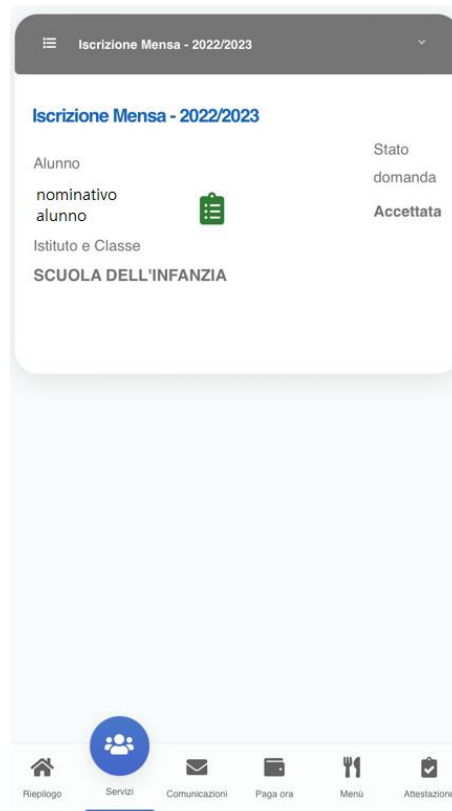 Iscrizione Mensa - 2022/2023
Iscrizione Mensa - 2022/2023
Alunno
nominativo
alunno
Istituto e Classe
SCUOLA DELL'INFANZIA
Stato
domanda
Accettata
Riepilogo
Servizi
Comunicazioni
Paga ora
Menù
Attestazione